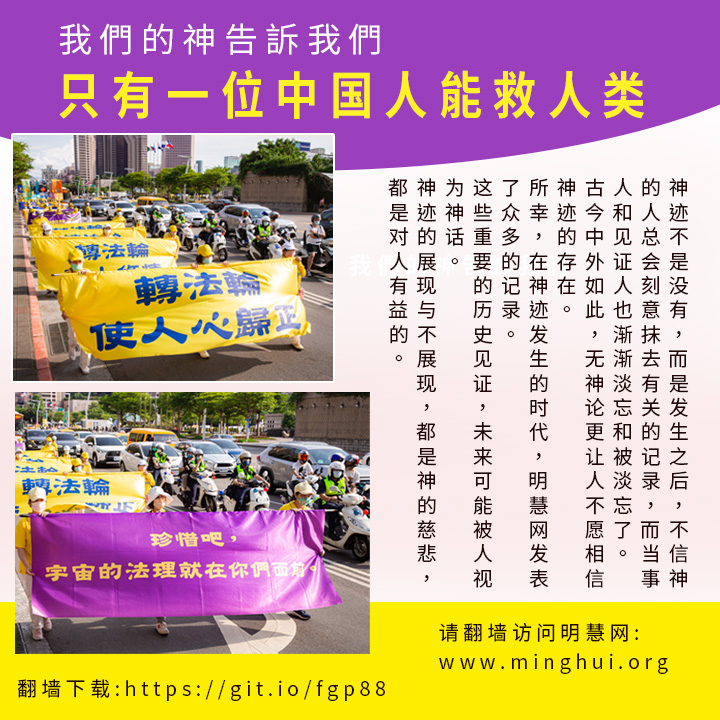 我們的神告訴我們
只有一位中国人能救人类
轉法輪
轉法輪
使人心歸正
轉法輪
珍惜吧，
宇宙的法理就在你們面前。
神迹不是没有，而是发生之后，不信神
的人总会刻意抹去有关的记录，而当事
人和见证人也渐渐淡忘和被淡忘了。
古今中外如此，无神论更让人不愿相信
神迹的存在。
所幸，在神迹发生的时代，明慧网发表
了众多的记录。
这些重要的历史见证，未来可能被人视
为神话。
神迹的展现与不展现，都是神的慈悲，
都是对人有益的。
请翻墙访问明慧网:
www.minghui.org
翻墙下载:https://git.io/fgp88